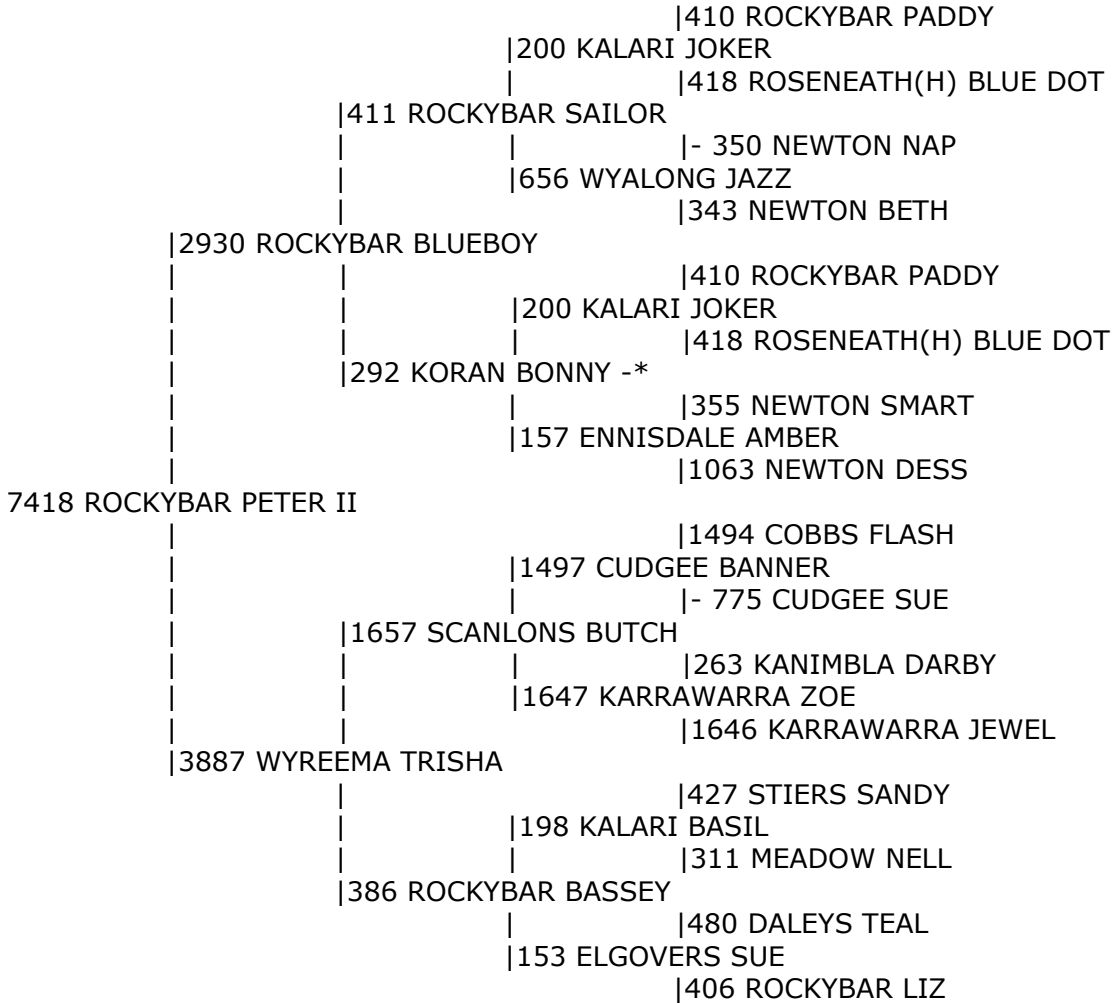 |410 ROCKYBAR PADDY
|200 KALARI JOKER
| |418 ROSENEATH(H) BLUE DOT
|411 ROCKYBAR SAILOR
| | |- 350 NEWTON NAP
| |656 WYALONG JAZZ
| |343 NEWTON BETH
|2930 ROCKYBAR BLUEBOY
| | |410 ROCKYBAR PADDY
| | |200 KALARI JOKER
| | | |418 ROSENEATH(H) BLUE DOT
| |292 KORAN BONNY -*
| | |355 NEWTON SMART
| |157 ENNISDALE AMBER
| |1063 NEWTON DESS
7418 ROCKYBAR PETER II
| |1494 COBBS FLASH
| |1497 CUDGEE BANNER
| | |- 775 CUDGEE SUE
| |1657 SCANLONS BUTCH
| | | |263 KANIMBLA DARBY
| | |1647 KARRAWARRA ZOE
| | |1646 KARRAWARRA JEWEL
|3887 WYREEMA TRISHA
| |427 STIERS SANDY
| |198 KALARI BASIL
| | |311 MEADOW NELL
|386 ROCKYBAR BASSEY
| |480 DALEYS TEAL
|153 ELGOVERS SUE
|406 ROCKYBAR LIZ